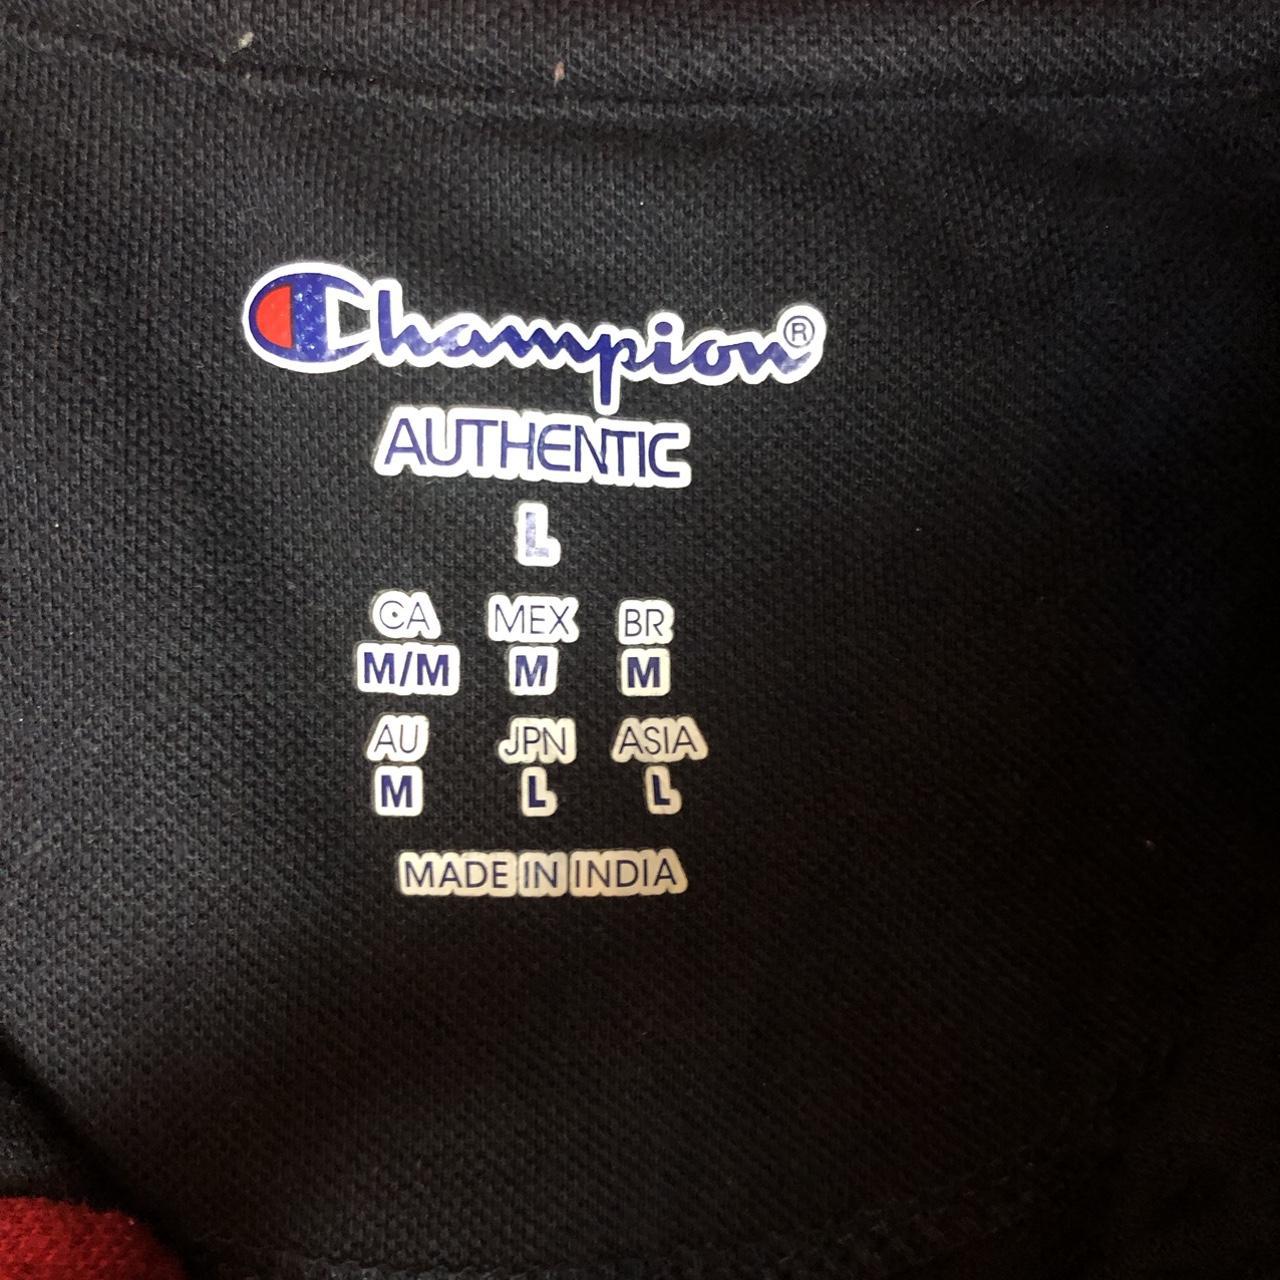 Champion®
AUTHENTIC
L
CA MEX BR
M/M M M
AU JPN ASIA
M L L
MADE IN INDIA